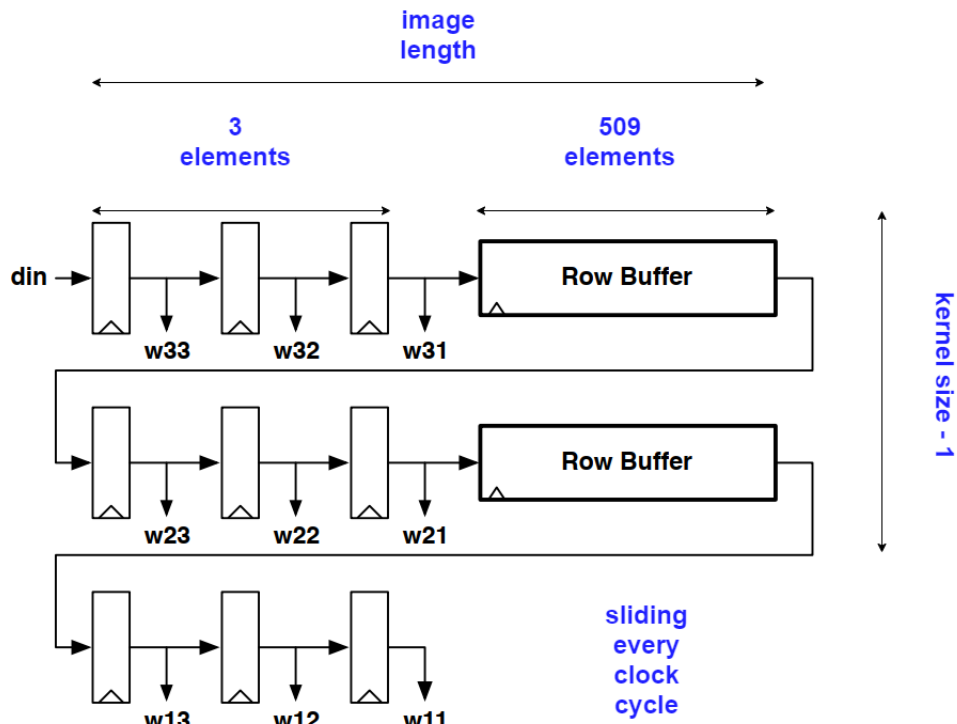 image
length
3
elements
509
elements
din
Row Buffer
w33
w32
w31
kernel size - 1
Row Buffer
w23
w22
w21
sliding
every
clock
cycle
w13
w12
w11